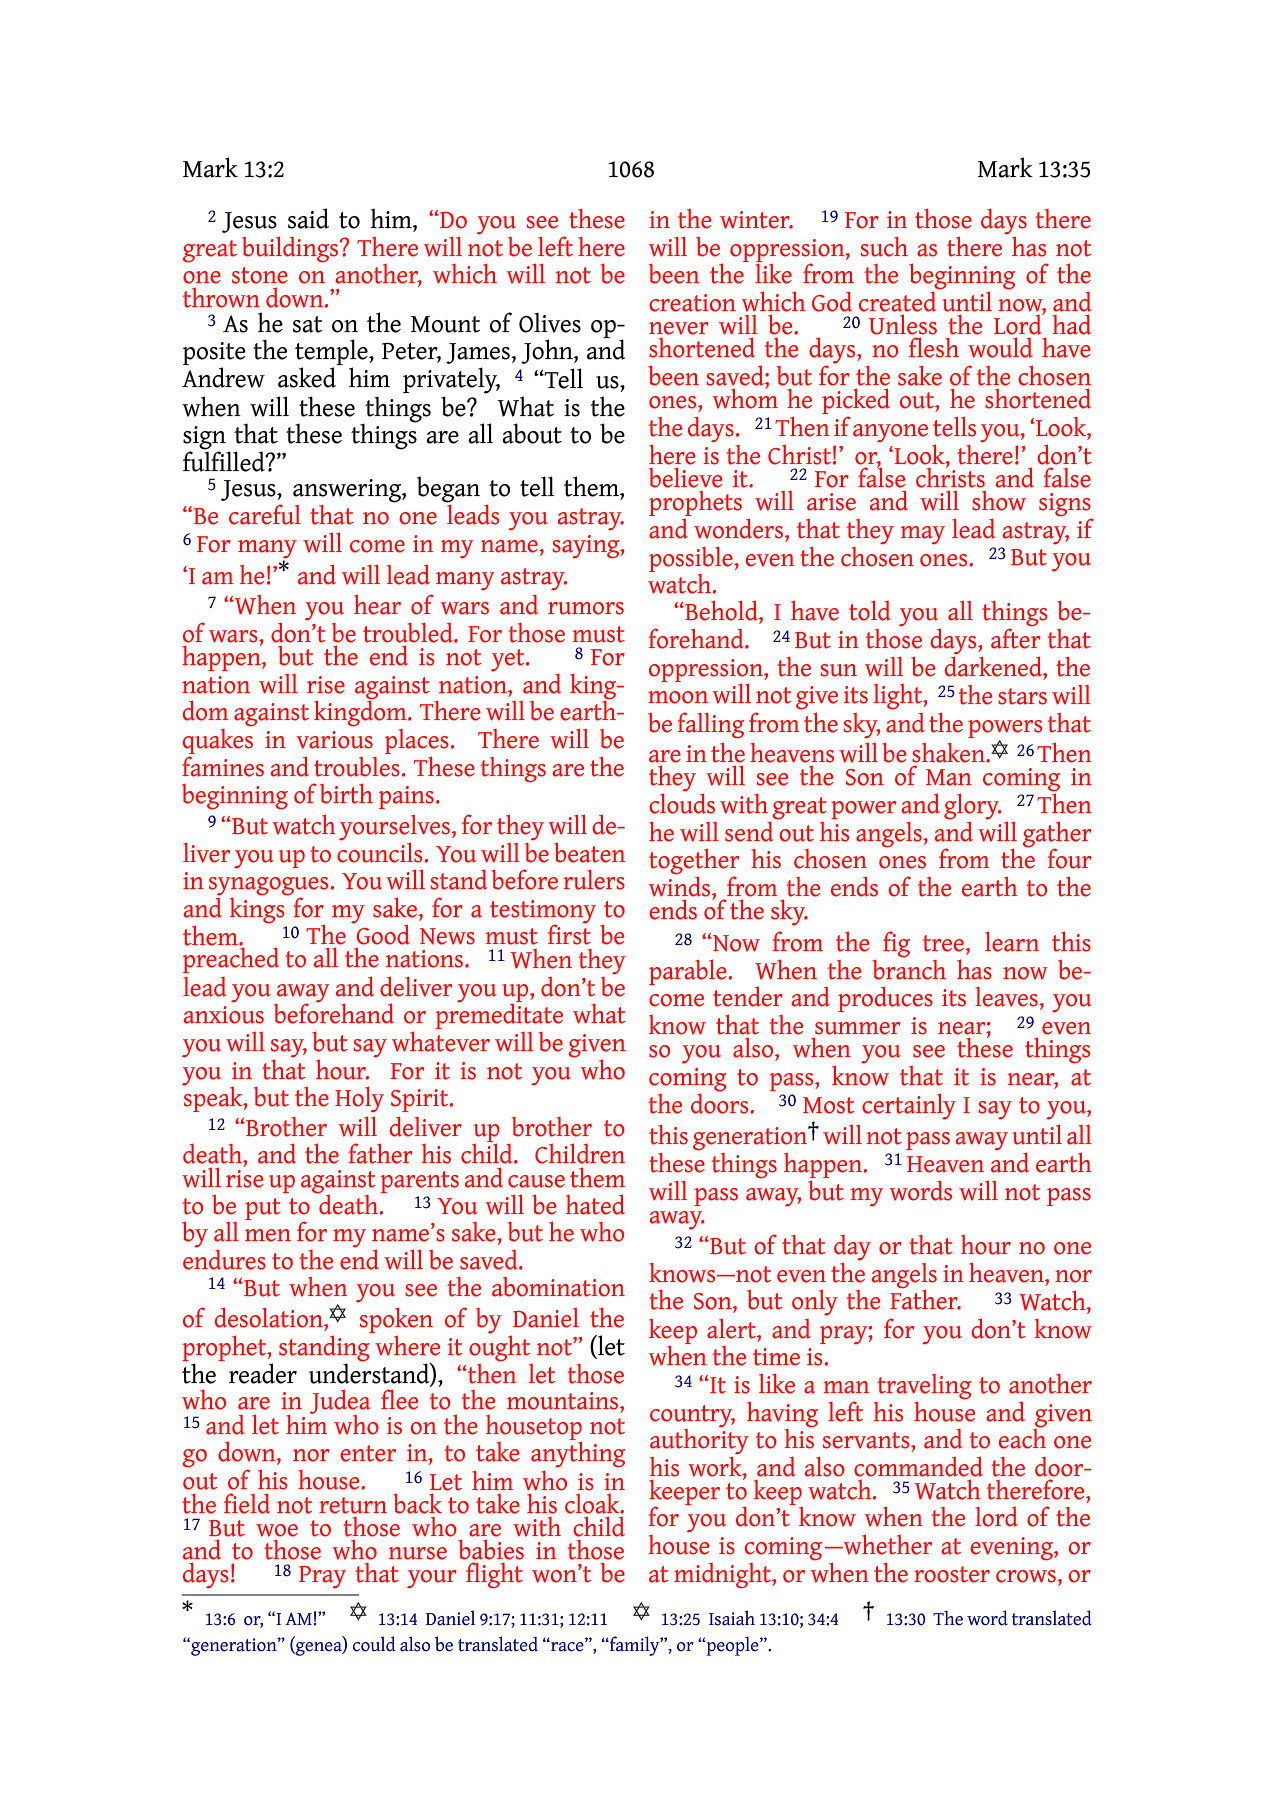 Mark 13:2 1068 Mark 13:35
2 Jesus said to him, “Do you see these
great buildings? There will not be left here
one stone on another, which will not be
thrown down.”
3 As he sat on the Mount of Olives op-
posite the temple, Peter, James, John, and
Andrew asked him privately, 4 “Tell us,
when will these things be? What is the
sign that these things are all about to be
fulfilled?”
5 Jesus, answering, began to tell them,
“Be careful that no one leads you astray.
6 For many will come in my name, saying,
‘I am he!’* and will lead many astray.
7 “When you hear of wars and rumors
of wars, don’t be troubled. For those must
happen, but the end is not yet. 8 For
nation will rise against nation, and king-
dom against kingdom. There will be earth-
quakes in various places. There will be
famines and troubles. These things are the
beginning of birth pains.
9 “But watch yourselves, for they will de-
liver you up to councils. You will be beaten
in synagogues. You will stand before rulers
and kings for my sake, for a testimony to
them. 10 The Good News must first be
preached to all the nations. 11 When they
lead you away and deliver you up, don’t be
anxious beforehand or premeditate what
you will say, but say whatever will be given
you in that hour. For it is not you who
speak, but the Holy Spirit.
12 “Brother will deliver up brother to
death, and the father his child. Children
will rise up against parents and cause them
to be put to death. 13 You will be hated
by all men for my name’s sake, but he who
endures to the end will be saved.
14 “But when you see the abomination
of desolation,✡ spoken of by Daniel the
prophet, standing where it ought not” (let
the reader understand), “then let those
who are in Judea flee to the mountains,
15 and let him who is on the housetop not
go down, nor enter in, to take anything
out of his house. 16 Let him who is in
the field not return back to take his cloak.
17 But woe to those who are with child
and to those who nurse babies in those
days! 18 Pray that your flight won’t be
in the winter. 19 For in those days there
will be oppression, such as there has not
been the like from the beginning of the
creation which God created until now, and
never will be. 20 Unless the Lord had
shortened the days, no flesh would have
been saved; but for the sake of the chosen
ones, whom he picked out, he shortened
the days. 21 Then if anyone tells you, ‘Look,
here is the Christ!’ or, ‘Look, there!’ don’t
believe it. 22 For false christs and false
prophets will arise and will show signs
and wonders, that they may lead astray, if
possible, even the chosen ones. 23 But you
watch.
“Behold, I have told you all things be-
forehand. 24 But in those days, after that
oppression, the sun will be darkened, the
moon will not give its light, 25 the stars will
be falling from the sky, and the powers that
are in the heavens will be shaken.✡ 26 Then
they will see the Son of Man coming in
clouds with great power and glory. 27 Then
he will send out his angels, and will gather
together his chosen ones from the four
winds, from the ends of the earth to the
ends of the sky.
28 “Now from the fig tree, learn this
parable. When the branch has now be-
come tender and produces its leaves, you
know that the summer is near; 29 even
so you also, when you see these things
coming to pass, know that it is near, at
the doors. 30 Most certainly I say to you,
this generation† will not pass away until all
these things happen. 31 Heaven and earth
will pass away, but my words will not pass
away.
32 “But of that day or that hour no one
knows—not even the angels in heaven, nor
the Son, but only the Father. 33 Watch,
keep alert, and pray; for you don’t know
when the time is.
34 “It is like a man traveling to another
country, having left his house and given
authority to his servants, and to each one
his work, and also commanded the door-
keeper to keep watch. 35 Watch therefore,
for you don’t know when the lord of the
house is coming—whether at evening, or
at midnight, or when the rooster crows, or
* 13:6 or, “I AM!” ✡ 13:14 Daniel 9:17; 11:31; 12:11 ✡ 13:25 Isaiah 13:10; 34:4 † 13:30 The word translated
“generation” (genea) could also be translated “race”, “family”, or “people”.